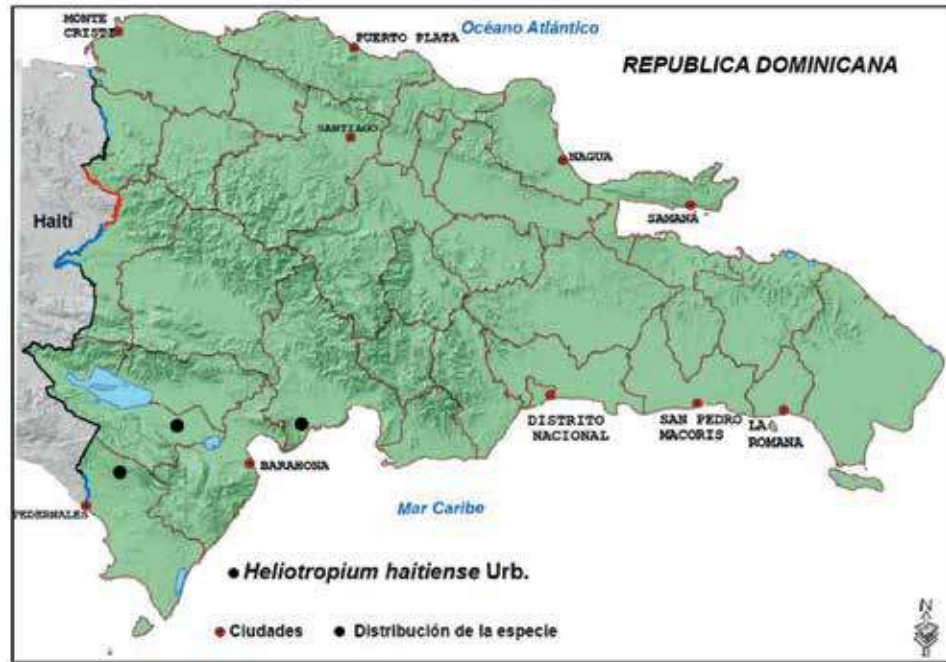 MONTE
CRISTI
PUERTO PLATA
Océano Atlántico
REPUBLICA DOMINICANA
SANTIAGO
NAGUA
SAMANA
Haití
DISTRITO
NACIONAL
SAN PEDRO
MACORIS
LA
ROMANA
BARAHONA
PEDERNALES
Mar Caribe
Heliotropium haitiense Urb.
Ciudades
Distribución de la especie
N